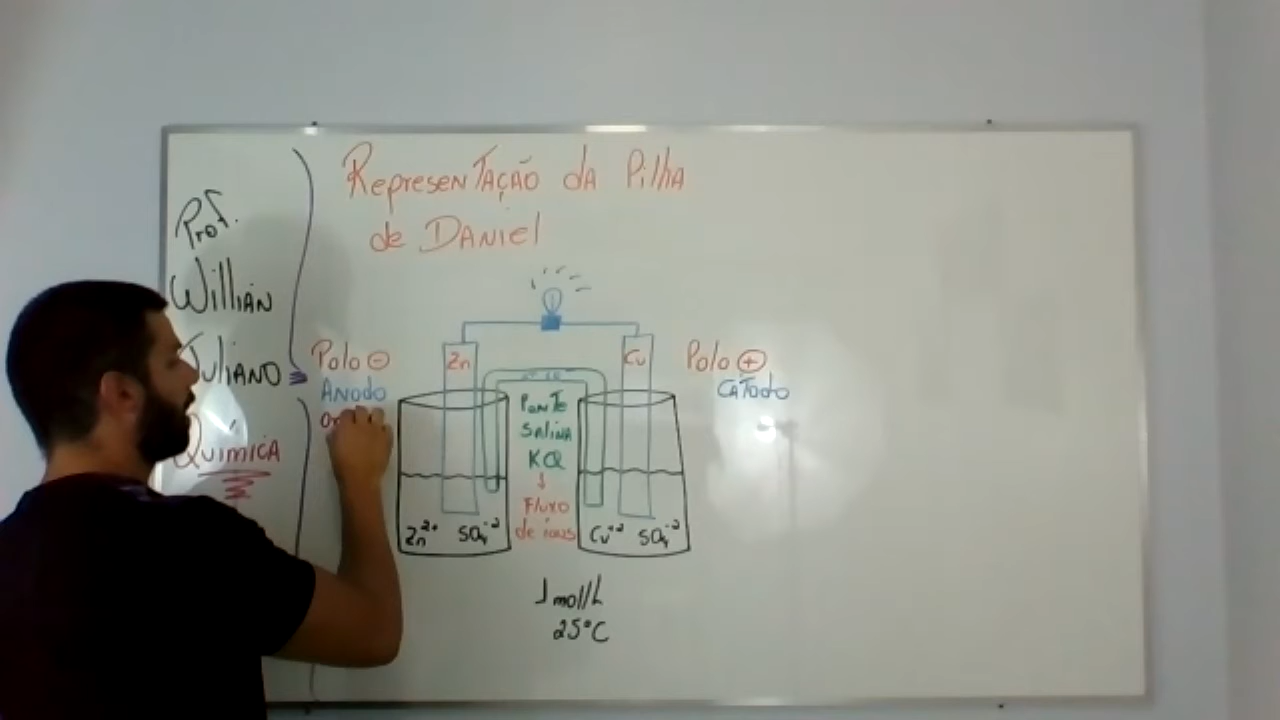 Prof.
Willian
Juliano
Química
Representação da Pilha
de Daniel
Polo ⊖
Anodo
Zn
Cu
Polo ⊕
Cátodo
Ponte
Salina
KCl
↓
Fluxo
de íons
Zn²⁺ SO₄⁻²
Cu⁺² SO₄⁻²
1 mol/L
25°C